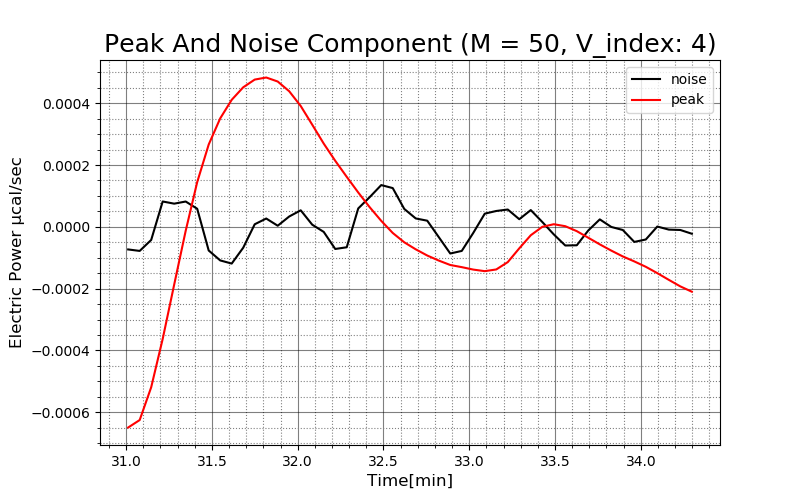 Peak And Noise Component (M = 50, V_index: 4)
noise
peak
Electric Power μcal/sec
0.0004
0.0002
0.0000
−0.0002
−0.0004
−0.0006
31.0 31.5 32.0 32.5 33.0 33.5 34.0
Time[min]